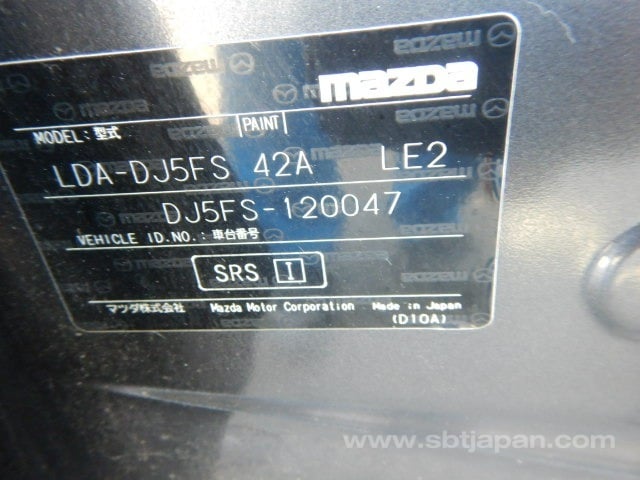 mazda
MODEL:型式 PAINT
LDA-DJ5FS 42A LE2
DJ5FS-120047
VEHICLE ID.NO.:車台番号
SRS I
マツダ株式会社 Mazda Motor Corporation Made in Japan
(D10A)
www.sbtjapan.com